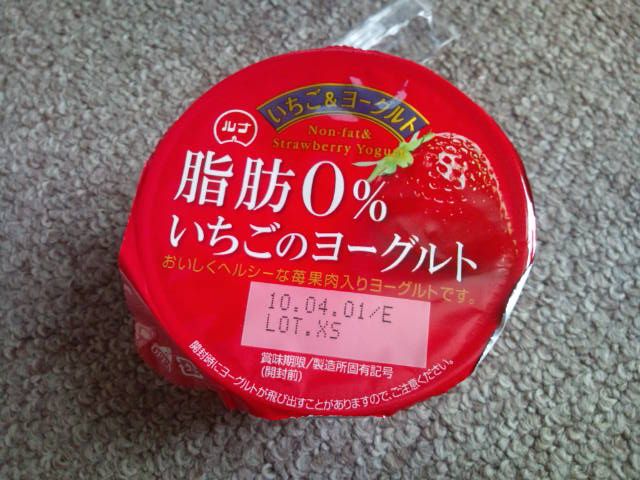 いちご&ヨーグルト
ルナ
Non-fat&
Strawberry Yogurt
脂肪0%
いちごのヨーグルト
おいしくヘルシーな苺果肉入りヨーグルトです。
10.04.01/E
LOT.XS
賞味期限/製造所固有記号
(開封前)
開封時にヨーグルトが飛び出すことがありますので、ご注意ください。